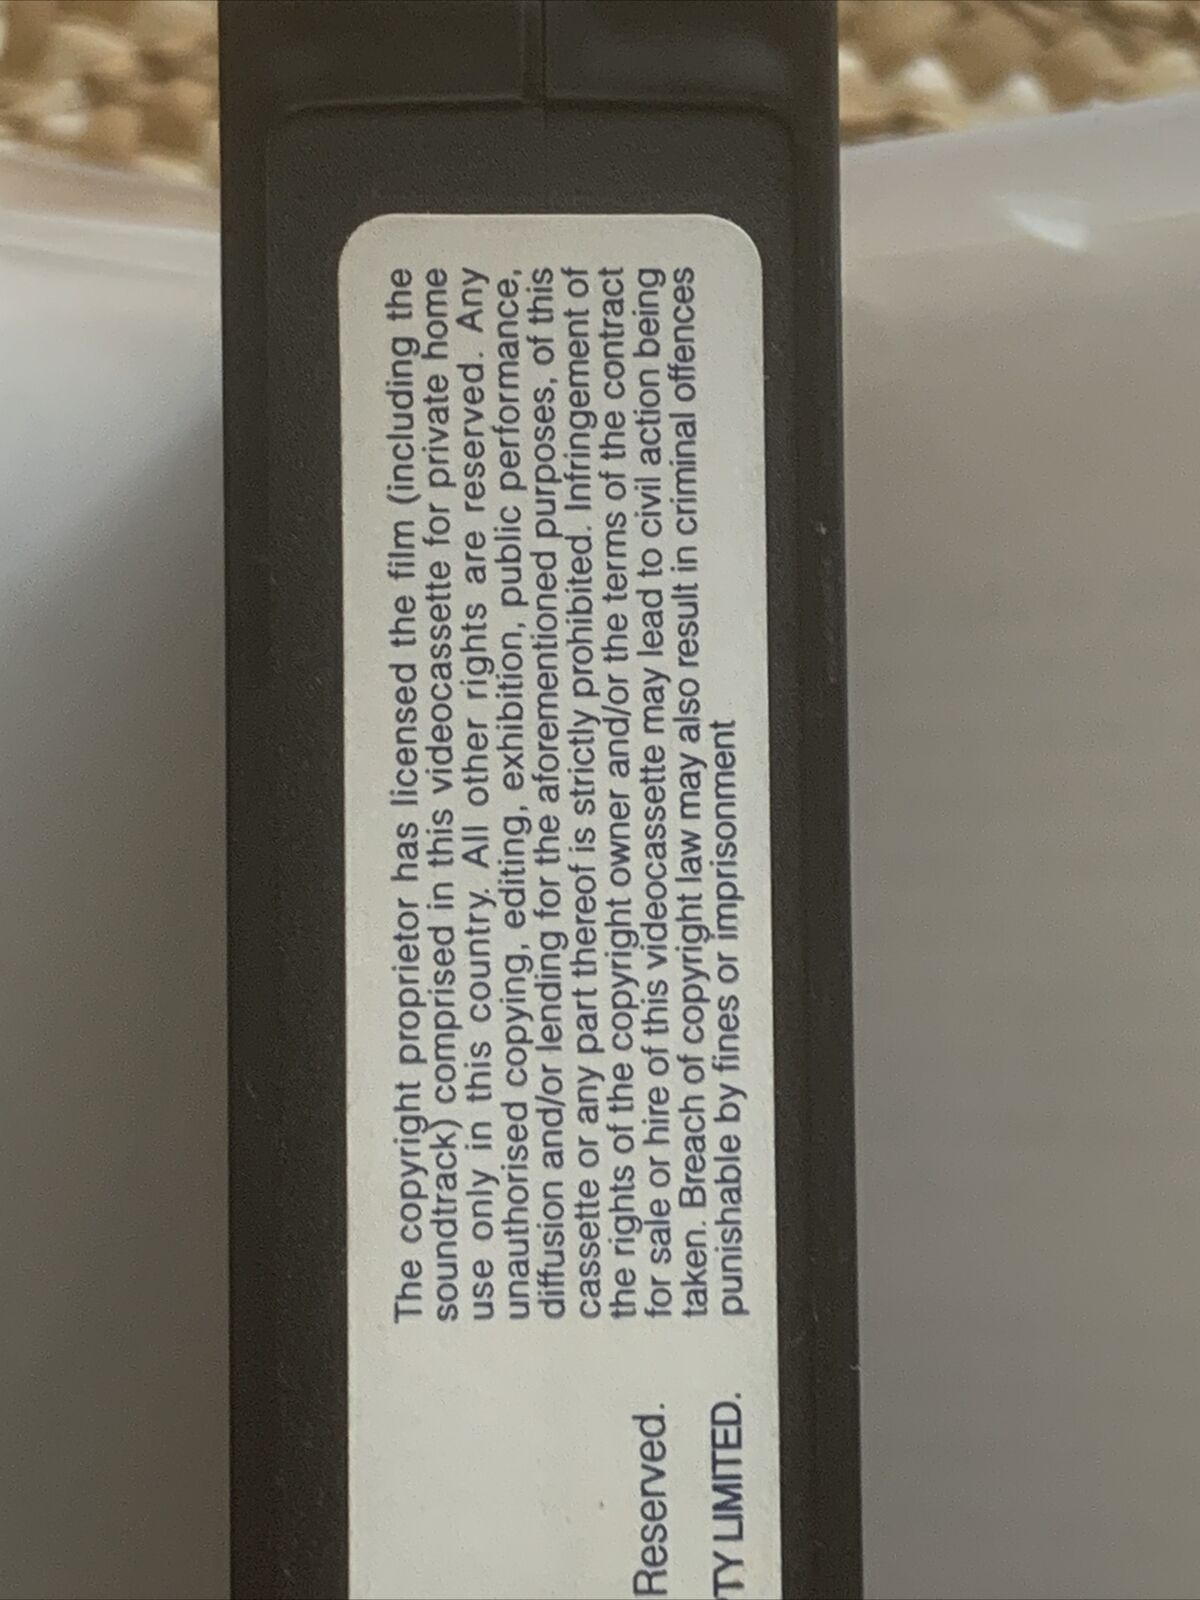 The copyright proprietor has licensed the film (including the
soundtrack) comprised in this videocassette for private home
use only in this country. All other rights are reserved. Any
unauthorised copying, editing, exhibition, public performance,
diffusion and/or lending for the aforementioned purposes, of this
cassette or any part thereof is strictly prohibited. Infringement of
the rights of the copyright owner and/or the terms of the contract
for sale or hire of this videocassette may lead to civil action being
taken. Breach of copyright law may also result in criminal offences
punishable by fines or imprisonment
Reserved.
TY LIMITED.